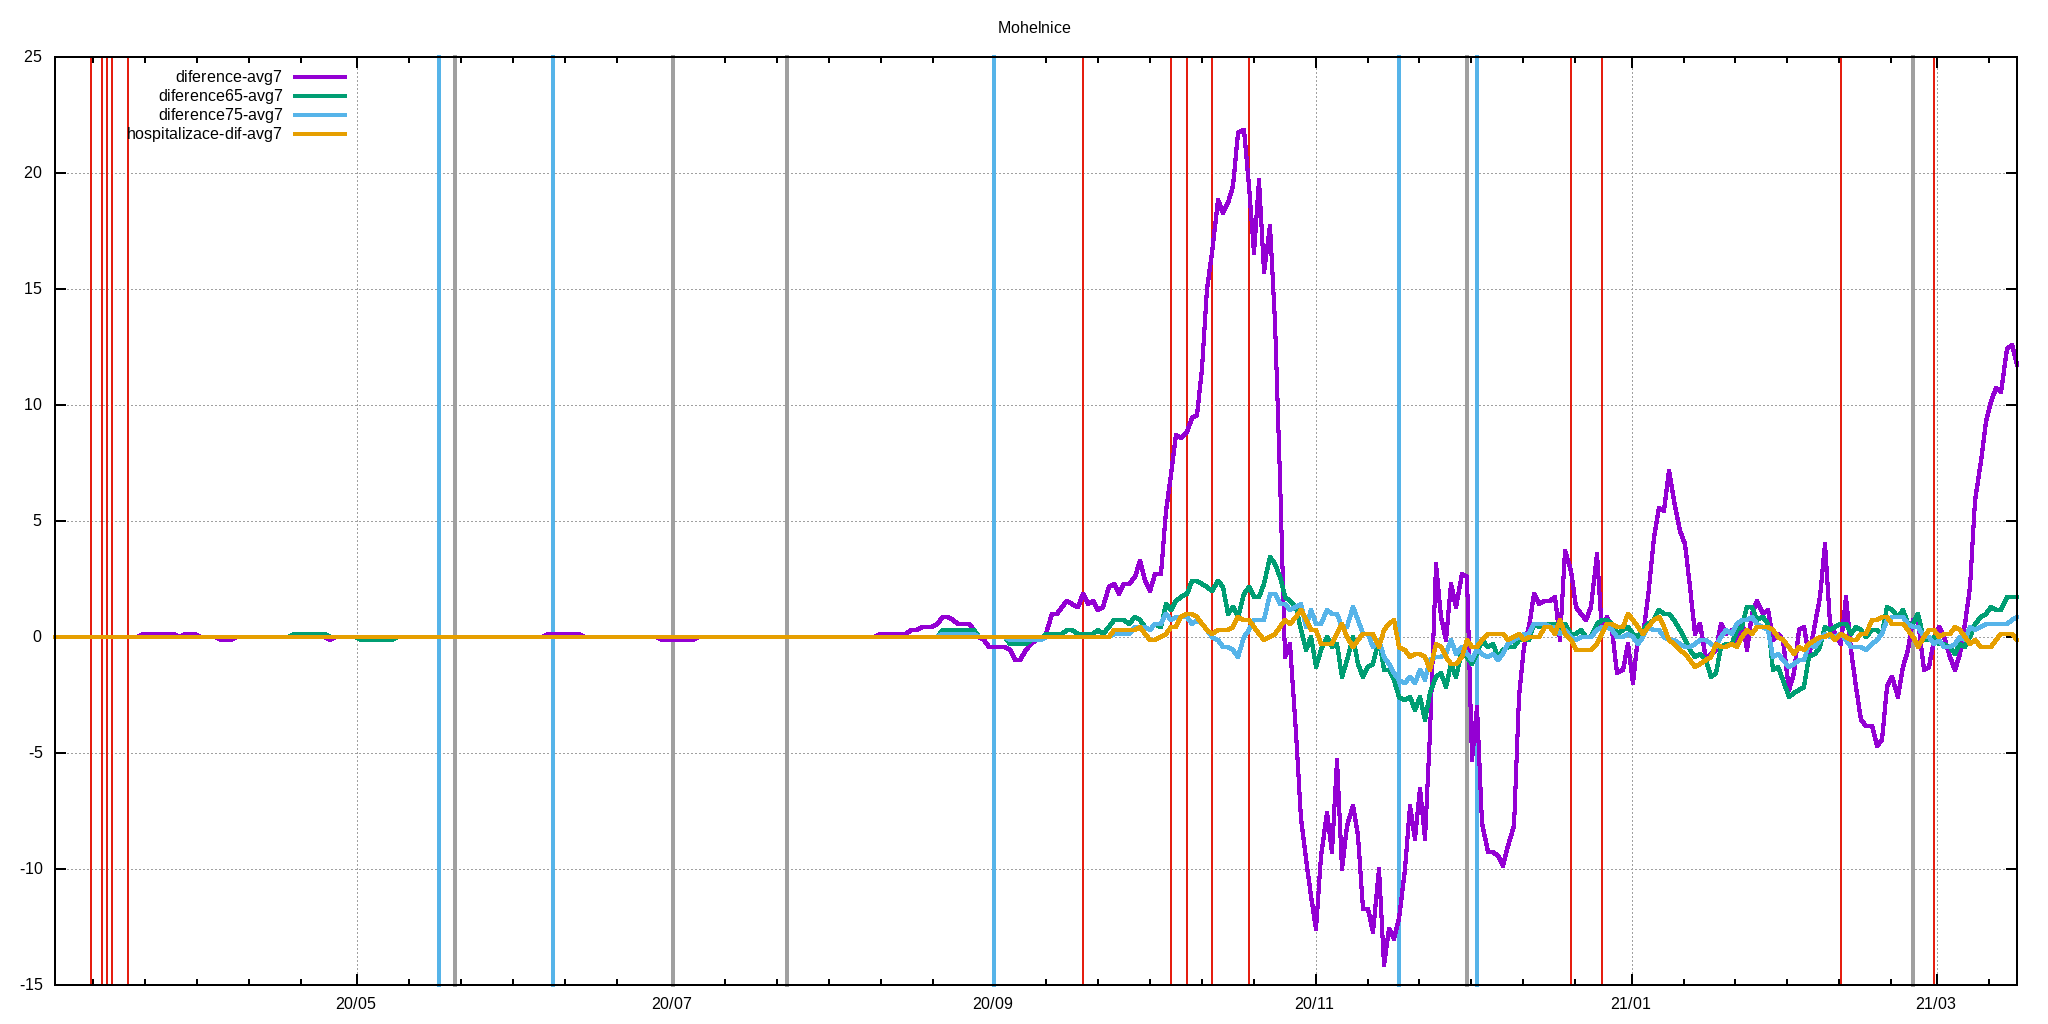 Mohelnice
25
diference-avg7
diference65-avg7
diference75-avg7
hospitalizace-dif-avg7
20
15
10
5
0
-5
-10
-15
20/05 20/07 20/09 20/11 21/01 21/03